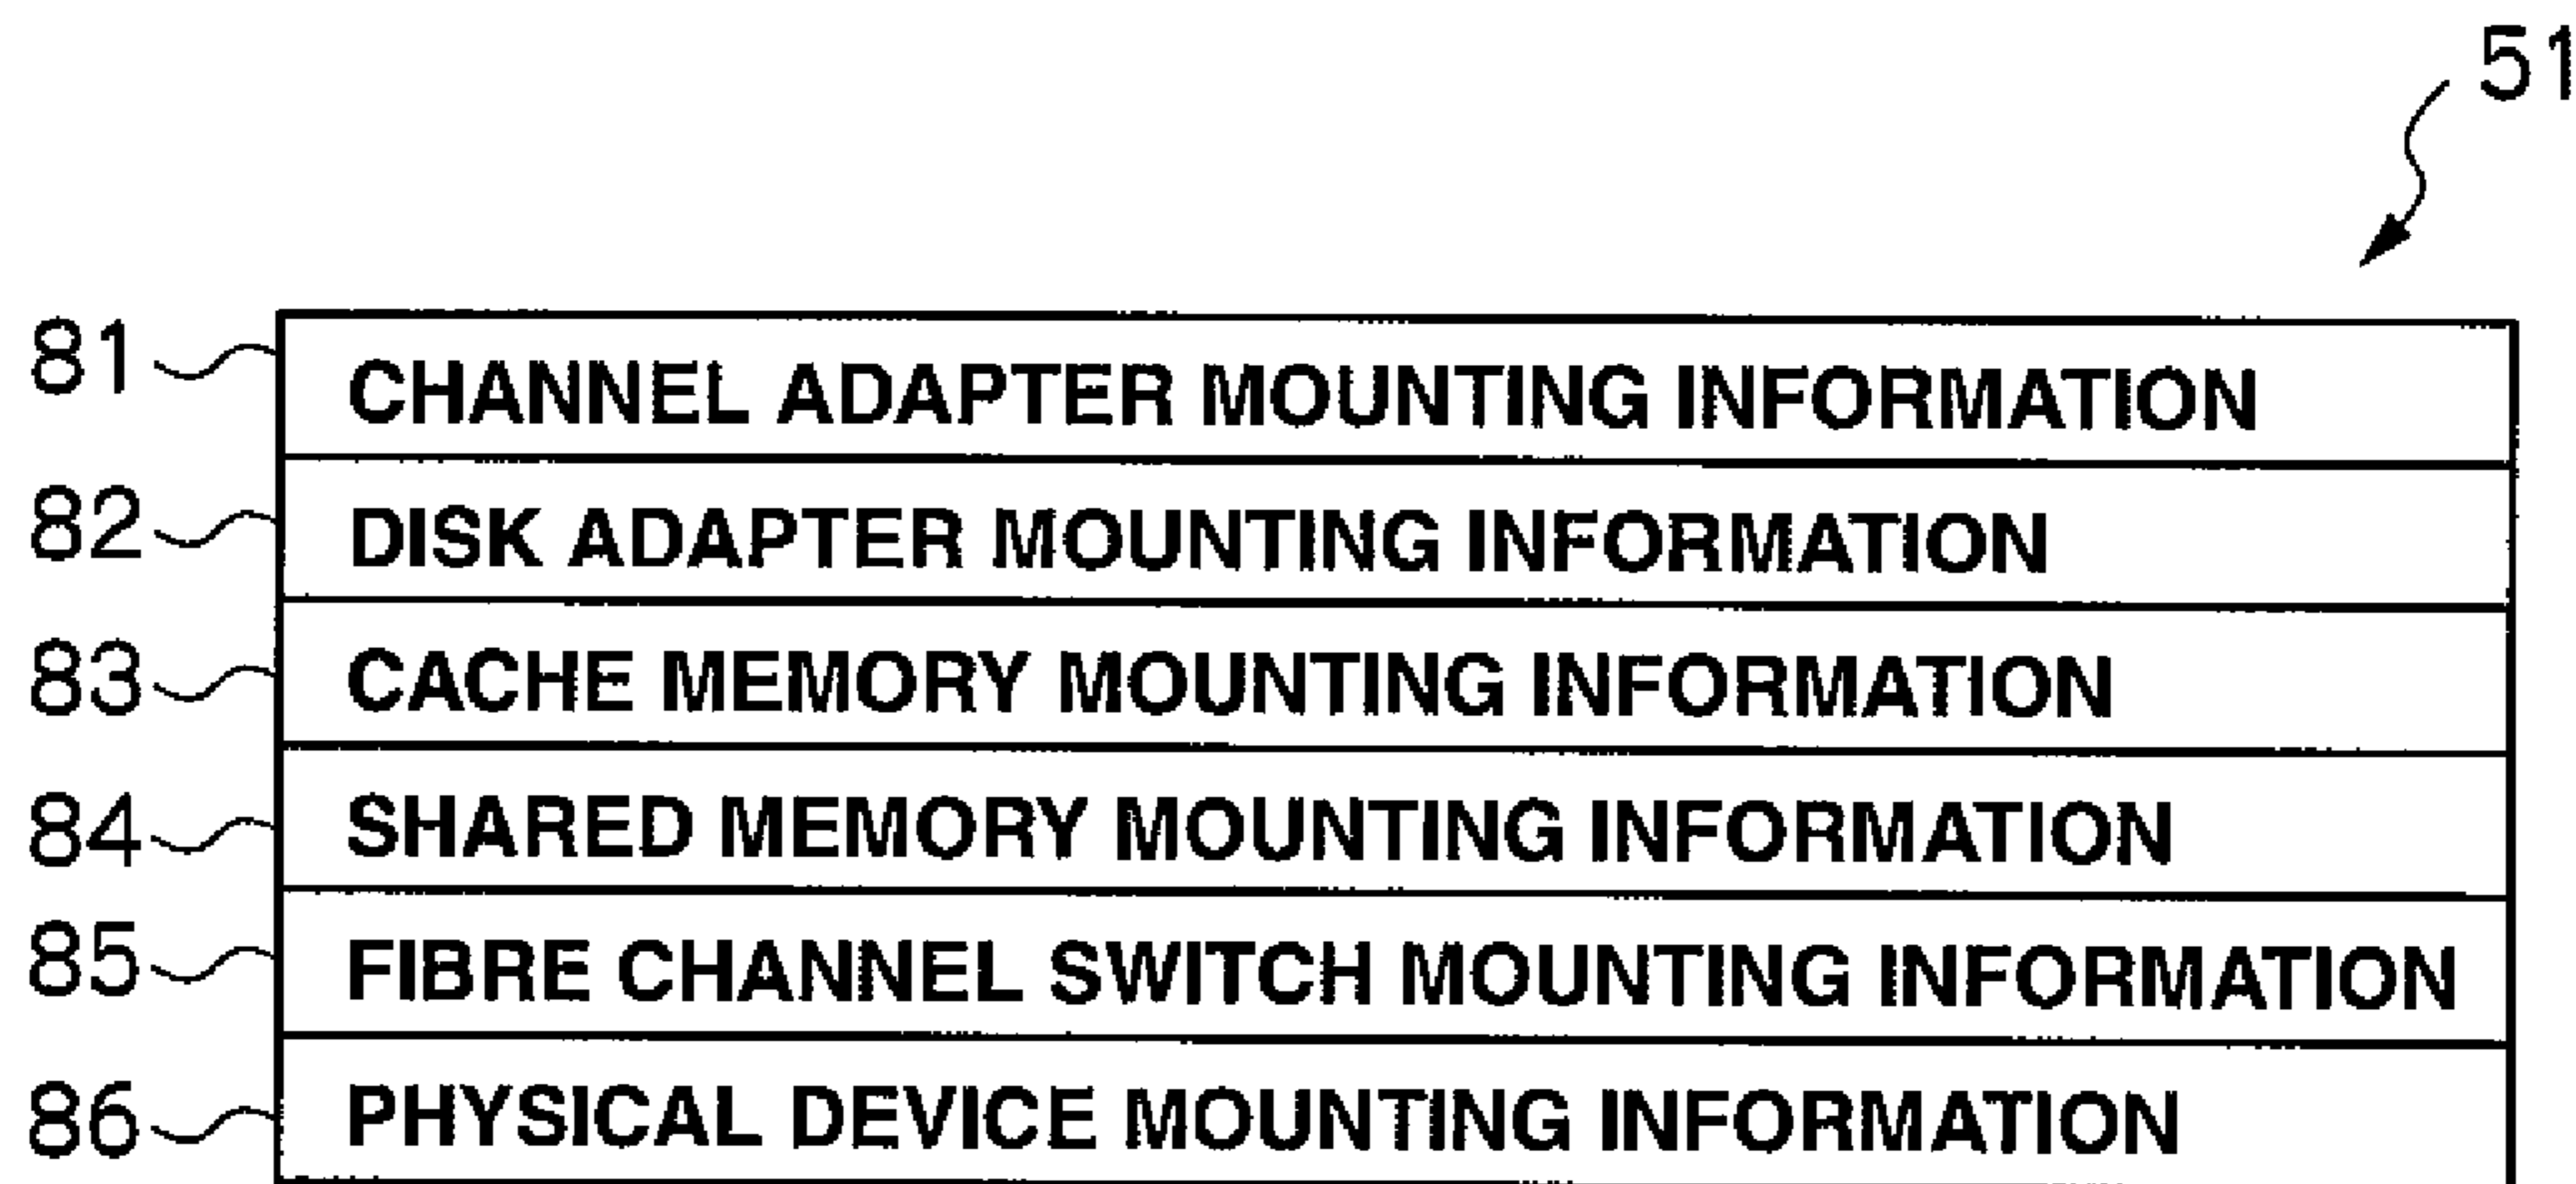 51
81 CHANNEL ADAPTER MOUNTING INFORMATION
82 DISK ADAPTER MOUNTING INFORMATION
83 CACHE MEMORY MOUNTING INFORMATION
84 SHARED MEMORY MOUNTING INFORMATION
85 FIBRE CHANNEL SWITCH MOUNTING INFORMATION
86 PHYSICAL DEVICE MOUNTING INFORMATION